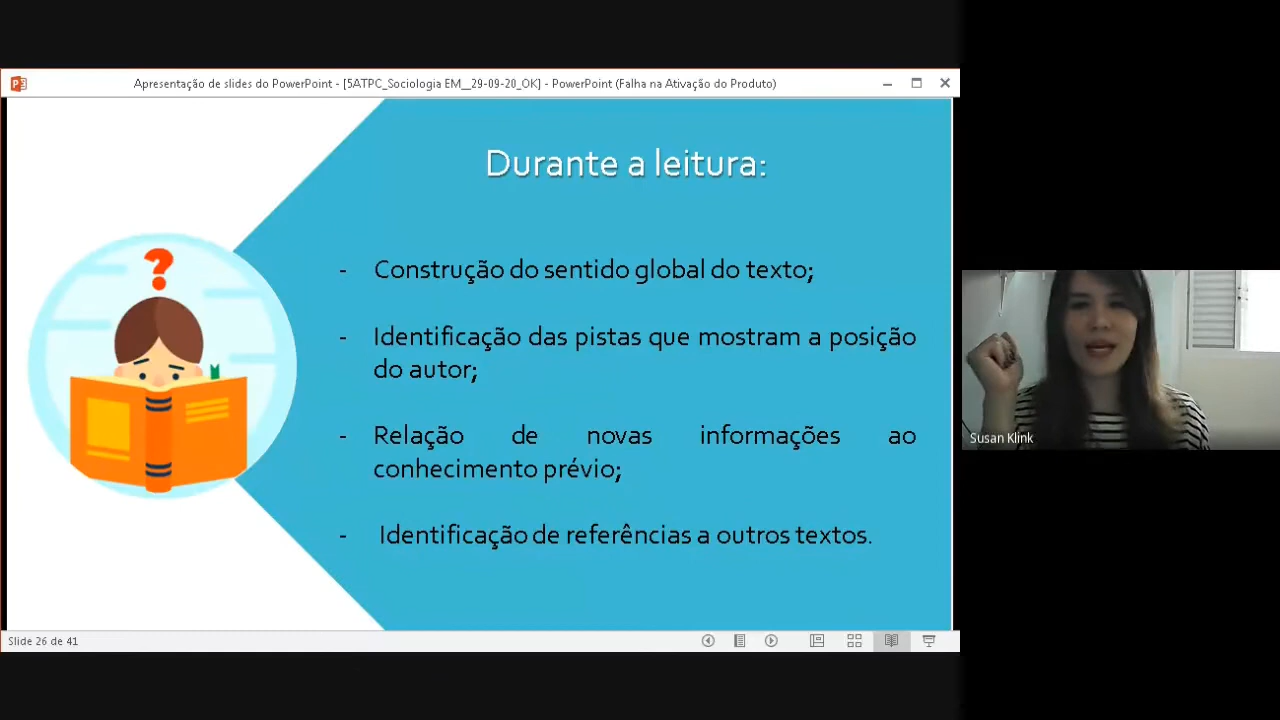 Apresentação de slides do PowerPoint - [5ATPC_Sociologia EM__29-09-20_OK] - PowerPoint (Falha na Ativação do Produto)
Durante a leitura:
- Construção do sentido global do texto;
- Identificação das pistas que mostram a posição
do autor;
- Relação de novas informações ao
conhecimento prévio;
- Identificação de referências a outros textos.
Susan Klink
Slide 26 de 41